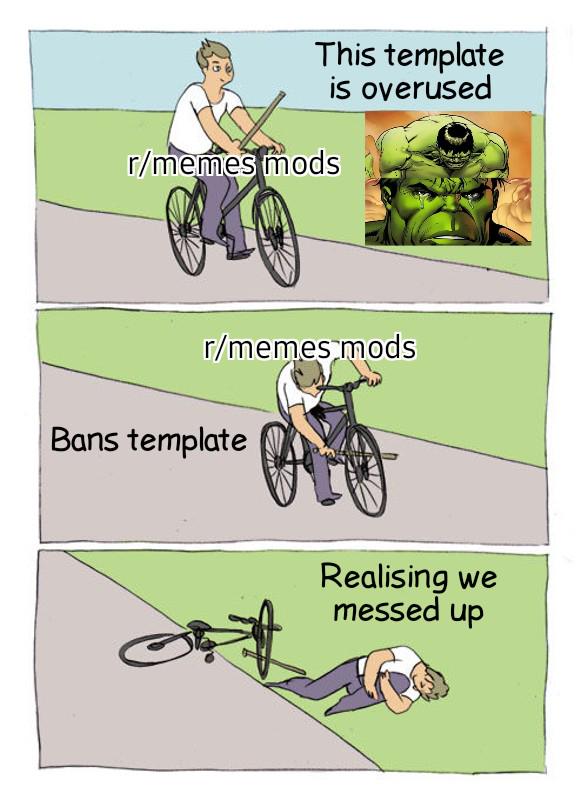 This template
is overused
r/memes mods
r/memes mods
Bans template
Realising we
messed up